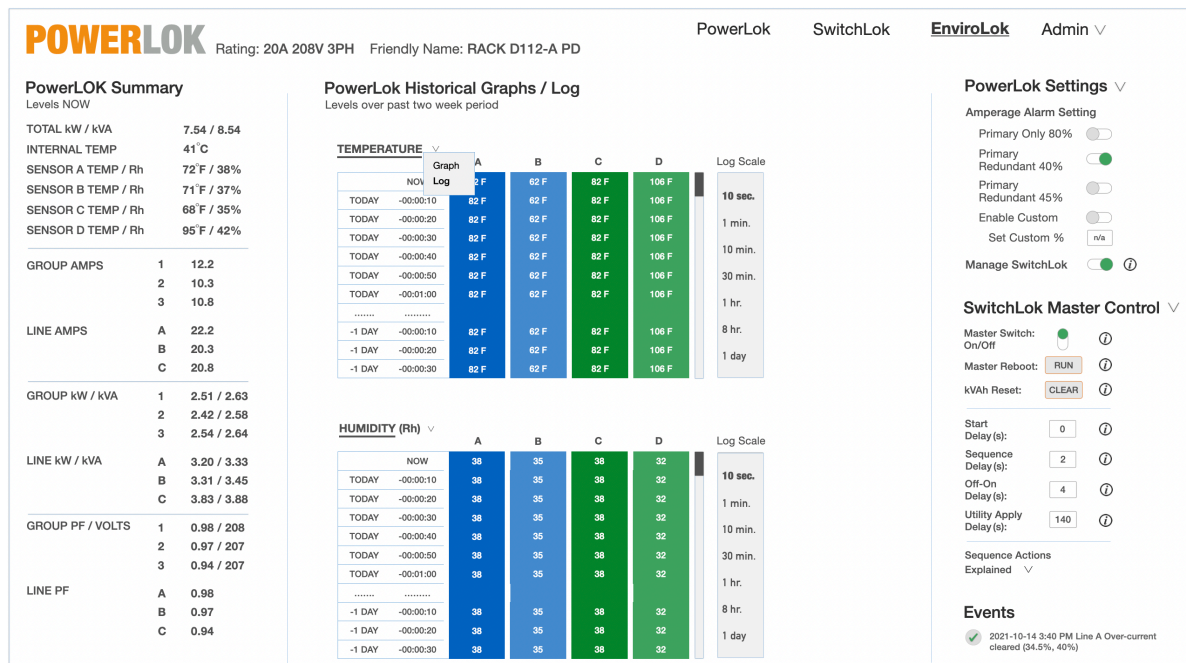 POWERLOK Rating: 20A 208V 3PH Friendly Name: RACK D112-A PD
PowerLok SwitchLok EnviroLok Admin
PowerLOK Summary
Levels NOW
TOTAL kW / kVA 7.54 / 8.54
INTERNAL TEMP 41°C
SENSOR A TEMP / Rh 72°F / 38%
SENSOR B TEMP / Rh 71°F / 37%
SENSOR C TEMP / Rh 68°F / 35%
SENSOR D TEMP / Rh 95°F / 42%
GROUP AMPS 1 12.2
2 10.3
3 10.8
LINE AMPS A 22.2
B 20.3
C 20.8
GROUP kW / kVA 1 2.51 / 2.63
2 2.42 / 2.58
3 2.54 / 2.64
LINE kW / kVA A 3.20 / 3.33
B 3.31 / 3.45
C 3.83 / 3.88
GROUP PF / VOLTS 1 0.98 / 208
2 0.97 / 207
3 0.94 / 207
LINE PF A 0.98
B 0.97
C 0.94
PowerLok Historical Graphs / Log
Levels over past two week period
TEMPERATURE
Graph
Log
A B C D Log Scale
NOW 2 F 62 F 82 F 106 F
TODAY -00:00:10 82 F 62 F 82 F 106 F
TODAY -00:00:20 82 F 62 F 82 F 106 F
TODAY -00:00:30 82 F 62 F 82 F 106 F
TODAY -00:00:40 82 F 62 F 82 F 106 F
TODAY -00:00:50 82 F 62 F 82 F 106 F
TODAY -00:01:00 82 F 62 F 82 F 106 F
....... .........
-1 DAY -00:00:10 82 F 62 F 82 F 106 F
-1 DAY -00:00:20 82 F 62 F 82 F 106 F
-1 DAY -00:00:30 82 F 62 F 82 F 106 F
10 sec.
1 min.
10 min.
30 min.
1 hr.
8 hr.
1 day
HUMIDITY (Rh)
A B C D Log Scale
NOW 38 35 38 32
TODAY -00:00:10 38 35 38 32
TODAY -00:00:20 38 35 38 32
TODAY -00:00:30 38 35 38 32
TODAY -00:00:40 38 35 38 32
TODAY -00:00:50 38 35 38 32
TODAY -00:01:00 38 35 38 32
....... .........
-1 DAY -00:00:10 38 35 38 32
-1 DAY -00:00:20 38 35 38 32
-1 DAY -00:00:30 38 35 38 32
10 sec.
1 min.
10 min.
30 min.
1 hr.
8 hr.
1 day
PowerLok Settings
Amperage Alarm Setting
Primary Only 80%
Primary
Redundant 40%
Primary
Redundant 45%
Enable Custom
Set Custom % n/a
Manage SwitchLok i
SwitchLok Master Control
Master Switch:
On/Off i
Master Reboot: RUN i
kVAh Reset: CLEAR i
Start
Delay(s): 0 i
Sequence
Delay(s): 2 i
Off-On
Delay(s): 4 i
Utility Apply
Delay(s): 140 i
Sequence Actions
Explained
Events
2021-10-14 3:40 PM Line A Over-current
cleared (34.5%, 40%)